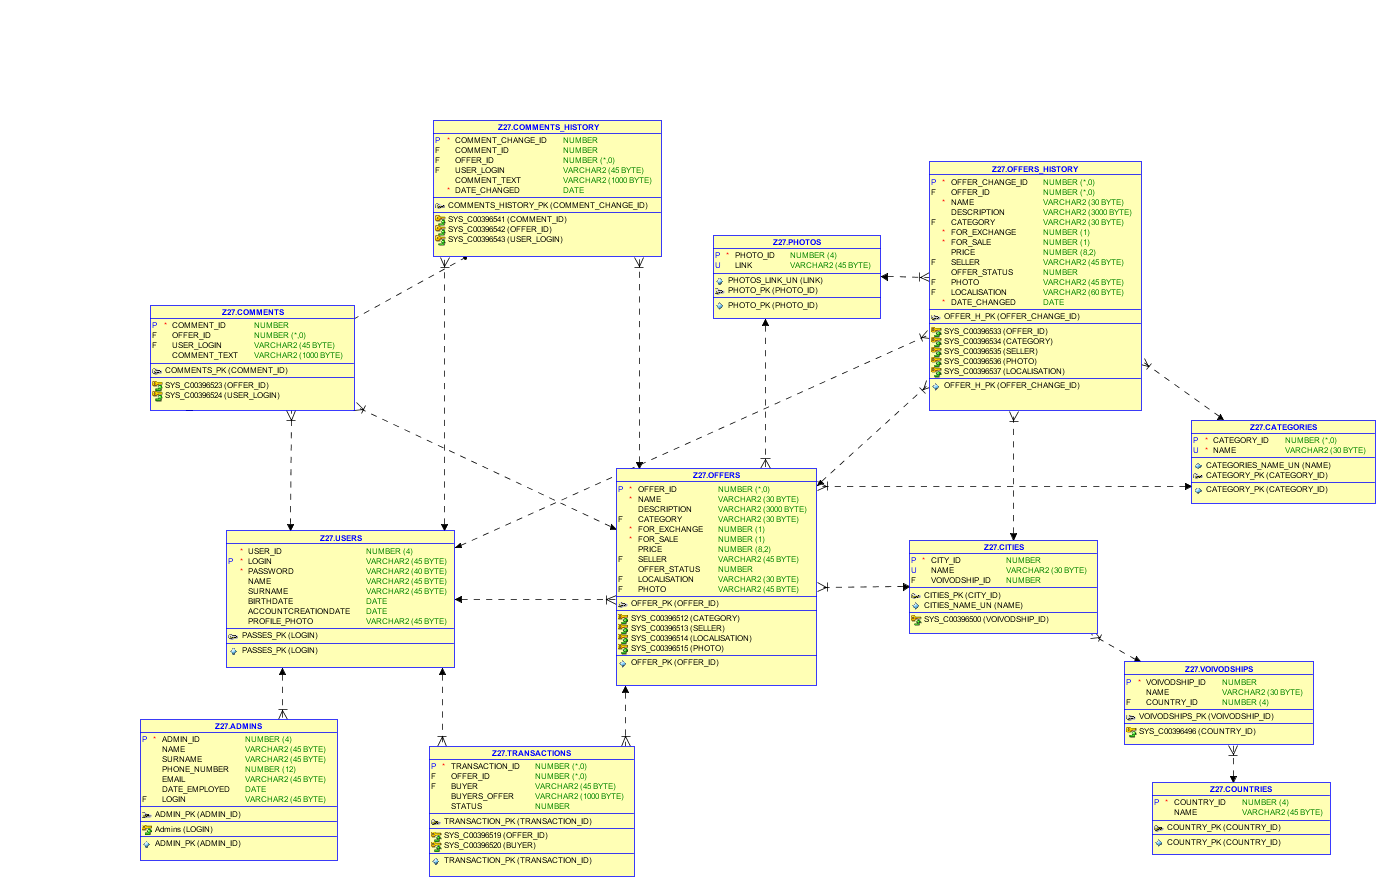 Z27.COMMENTS_HISTORY
P * COMMENT_CHANGE_ID NUMBER
F COMMENT_ID NUMBER
F OFFER_ID NUMBER (*,0)
F USER_LOGIN VARCHAR2 (45 BYTE)
COMMENT_TEXT VARCHAR2 (1000 BYTE)
* DATE_CHANGED DATE
COMMENTS_HISTORY_PK (COMMENT_CHANGE_ID)
SYS_C00396541 (COMMENT_ID)
SYS_C00396542 (OFFER_ID)
SYS_C00396543 (USER_LOGIN)
Z27.OFFERS_HISTORY
P * OFFER_CHANGE_ID NUMBER (*,0)
F OFFER_ID NUMBER (*,0)
* NAME VARCHAR2 (30 BYTE)
DESCRIPTION VARCHAR2 (3000 BYTE)
F CATEGORY VARCHAR2 (30 BYTE)
* FOR_EXCHANGE NUMBER (1)
* FOR_SALE NUMBER (1)
PRICE NUMBER (8,2)
F SELLER VARCHAR2 (45 BYTE)
OFFER_STATUS NUMBER
F PHOTO VARCHAR2 (45 BYTE)
F LOCALISATION VARCHAR2 (60 BYTE)
* DATE_CHANGED DATE
OFFER_H_PK (OFFER_CHANGE_ID)
SYS_C00396533 (OFFER_ID)
SYS_C00396534 (CATEGORY)
SYS_C00396535 (SELLER)
SYS_C00396536 (PHOTO)
SYS_C00396537 (LOCALISATION)
OFFER_H_PK (OFFER_CHANGE_ID)
Z27.PHOTOS
P * PHOTO_ID NUMBER (4)
U LINK VARCHAR2 (45 BYTE)
PHOTOS_LINK_UN (LINK)
PHOTO_PK (PHOTO_ID)
PHOTO_PK (PHOTO_ID)
Z27.COMMENTS
P * COMMENT_ID NUMBER
F OFFER_ID NUMBER (*,0)
F USER_LOGIN VARCHAR2 (45 BYTE)
COMMENT_TEXT VARCHAR2 (1000 BYTE)
COMMENTS_PK (COMMENT_ID)
SYS_C00396523 (OFFER_ID)
SYS_C00396524 (USER_LOGIN)
Z27.CATEGORIES
P * CATEGORY_ID NUMBER (*,0)
U * NAME VARCHAR2 (30 BYTE)
CATEGORIES_NAME_UN (NAME)
CATEGORY_PK (CATEGORY_ID)
CATEGORY_PK (CATEGORY_ID)
Z27.OFFERS
P * OFFER_ID NUMBER (*,0)
* NAME VARCHAR2 (30 BYTE)
DESCRIPTION VARCHAR2 (3000 BYTE)
F CATEGORY VARCHAR2 (30 BYTE)
* FOR_EXCHANGE NUMBER (1)
* FOR_SALE NUMBER (1)
PRICE NUMBER (8,2)
F SELLER VARCHAR2 (45 BYTE)
OFFER_STATUS NUMBER
F LOCALISATION VARCHAR2 (30 BYTE)
F PHOTO VARCHAR2 (45 BYTE)
OFFER_PK (OFFER_ID)
SYS_C00396512 (CATEGORY)
SYS_C00396513 (SELLER)
SYS_C00396514 (LOCALISATION)
SYS_C00396515 (PHOTO)
OFFER_PK (OFFER_ID)
Z27.USERS
* USER_ID NUMBER (4)
P * LOGIN VARCHAR2 (45 BYTE)
* PASSWORD VARCHAR2 (40 BYTE)
NAME VARCHAR2 (45 BYTE)
SURNAME VARCHAR2 (45 BYTE)
BIRTHDATE DATE
ACCOUNTCREATIONDATE DATE
PROFILE_PHOTO VARCHAR2 (45 BYTE)
PASSES_PK (LOGIN)
PASSES_PK (LOGIN)
Z27.CITIES
P * CITY_ID NUMBER
U NAME VARCHAR2 (30 BYTE)
F VOIVODSHIP_ID NUMBER
CITIES_PK (CITY_ID)
CITIES_NAME_UN (NAME)
SYS_C00396500 (VOIVODSHIP_ID)
Z27.VOIVODSHIPS
P * VOIVODSHIP_ID NUMBER
NAME VARCHAR2 (30 BYTE)
F COUNTRY_ID NUMBER (4)
VOIVODSHIPS_PK (VOIVODSHIP_ID)
SYS_C00396496 (COUNTRY_ID)
Z27.ADMINS
P * ADMIN_ID NUMBER (4)
NAME VARCHAR2 (45 BYTE)
SURNAME VARCHAR2 (45 BYTE)
PHONE_NUMBER NUMBER (12)
EMAIL VARCHAR2 (45 BYTE)
DATE_EMPLOYED DATE
F LOGIN VARCHAR2 (45 BYTE)
ADMIN_PK (ADMIN_ID)
Admins (LOGIN)
ADMIN_PK (ADMIN_ID)
Z27.TRANSACTIONS
P * TRANSACTION_ID NUMBER (*,0)
F OFFER_ID NUMBER (*,0)
F BUYER VARCHAR2 (45 BYTE)
BUYERS_OFFER VARCHAR2 (1000 BYTE)
STATUS NUMBER
TRANSACTION_PK (TRANSACTION_ID)
SYS_C00396519 (OFFER_ID)
SYS_C00396520 (BUYER)
TRANSACTION_PK (TRANSACTION_ID)
Z27.COUNTRIES
P * COUNTRY_ID NUMBER (4)
* NAME VARCHAR2 (45 BYTE)
COUNTRY_PK (COUNTRY_ID)
COUNTRY_PK (COUNTRY_ID)